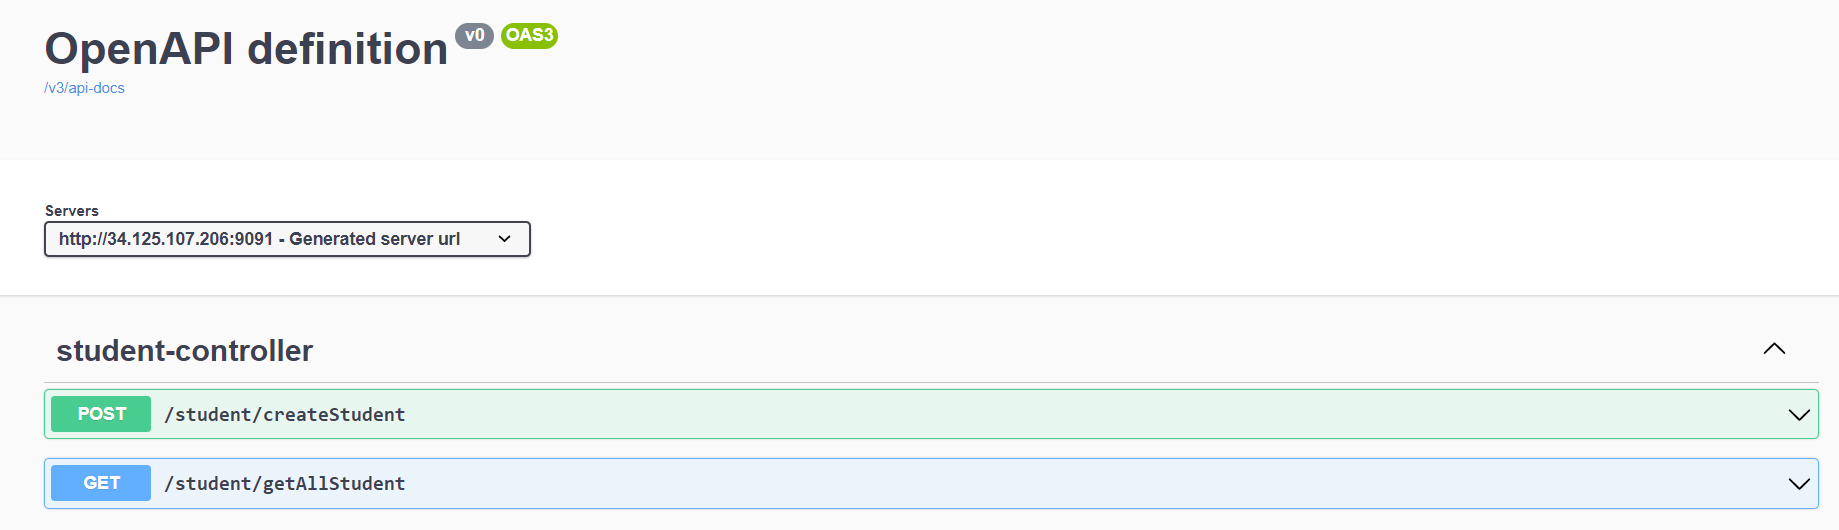 OpenAPI definition v0 OAS3
/v3/api-docs
Servers
http://34.125.107.206:9091 - Generated server url
student-controller
POST /student/createStudent
GET /student/getAllStudent